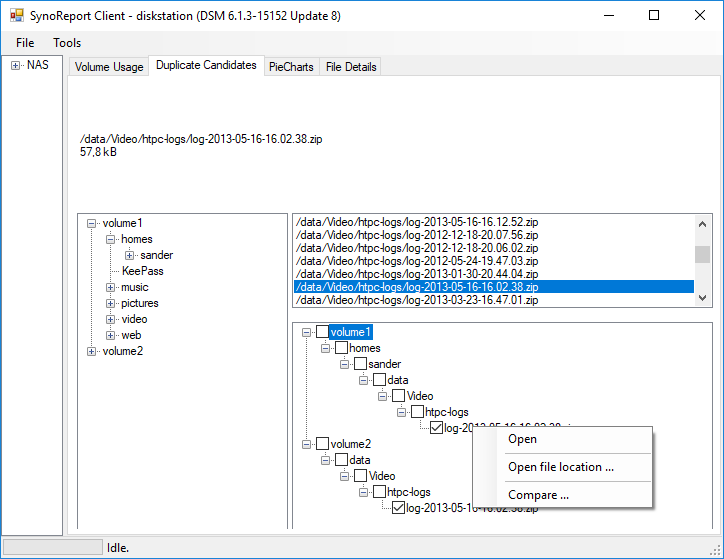 SynoReport Client - diskstation (DSM 6.1.3-15152 Update 8)
File Tools
NAS
Volume Usage Duplicate Candidates PieCharts File Details
/data/Video/htpc-logs/log-2013-05-16-16.02.38.zip
57,8 kB
volume1
homes
sander
KeePass
music
pictures
video
web
volume2
/data/Video/htpc-logs/log-2013-05-16-16.12.52.zip
/data/Video/htpc-logs/log-2012-12-18-20.07.56.zip
/data/Video/htpc-logs/log-2012-12-18-20.06.02.zip
/data/Video/htpc-logs/log-2012-05-24-19.47.03.zip
/data/Video/htpc-logs/log-2013-01-30-20.44.04.zip
/data/Video/htpc-logs/log-2013-05-16-16.02.38.zip
/data/Video/htpc-logs/log-2013-03-23-16.47.01.zip
volume1
homes
sander
data
Video
htpc-logs
log-2013-05-16-16.02.38.zip
volume2
data
Video
htpc-logs
log-2013-05-16-16.02.38.zip
Open
Open file location ...
Compare ...
Idle.